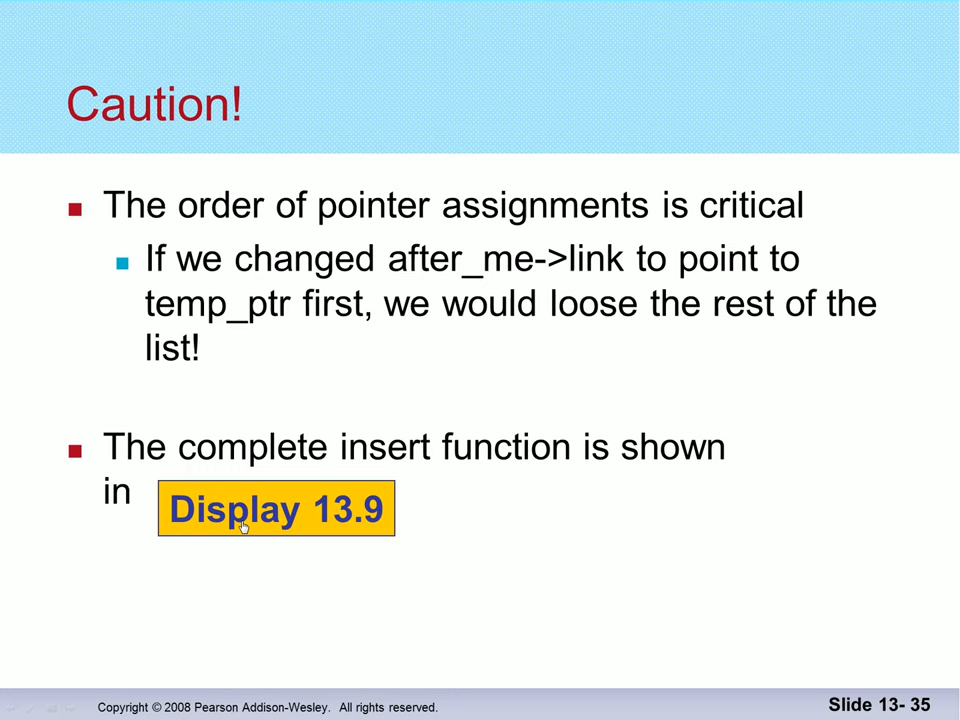 Caution!
The order of pointer assignments is critical
If we changed after_me->link to point to
temp_ptr first, we would loose the rest of the
list!
The complete insert function is shown
in
Display 13.9
Copyright © 2008 Pearson Addison-Wesley. All rights reserved.
Slide 13- 35